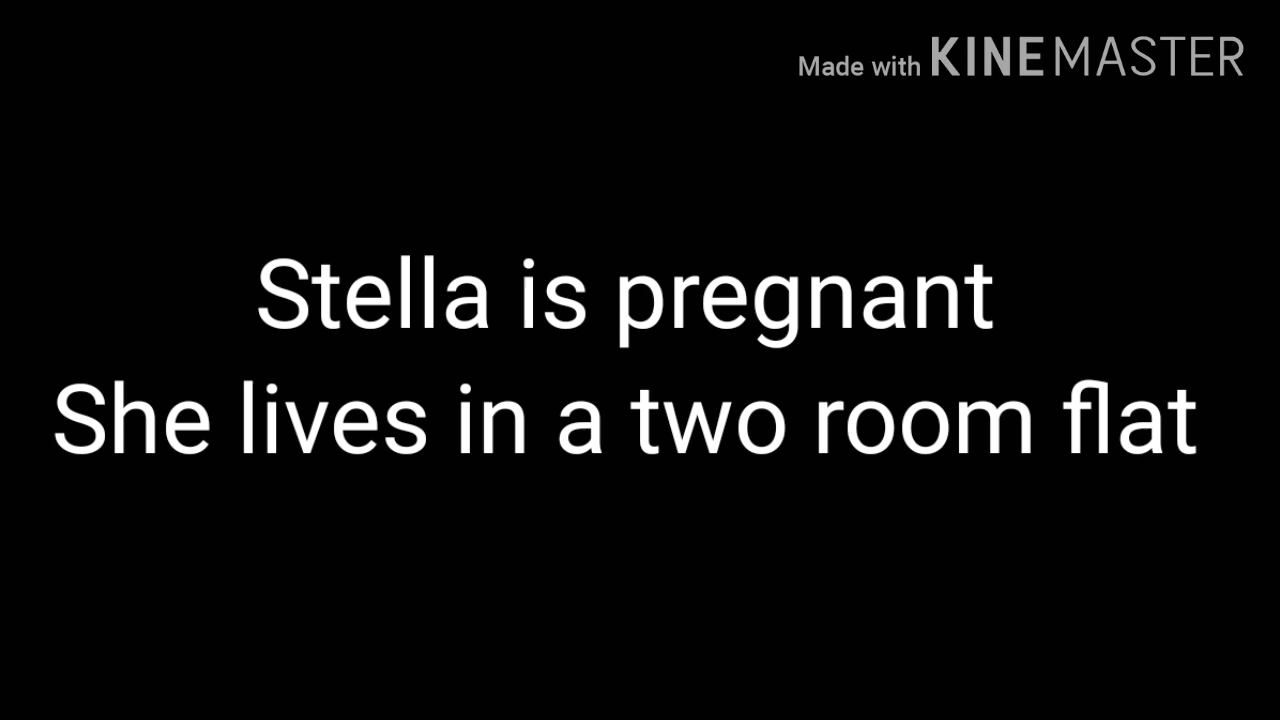 Made with KINEMASTER
Stella is pregnant
She lives in a two room flat